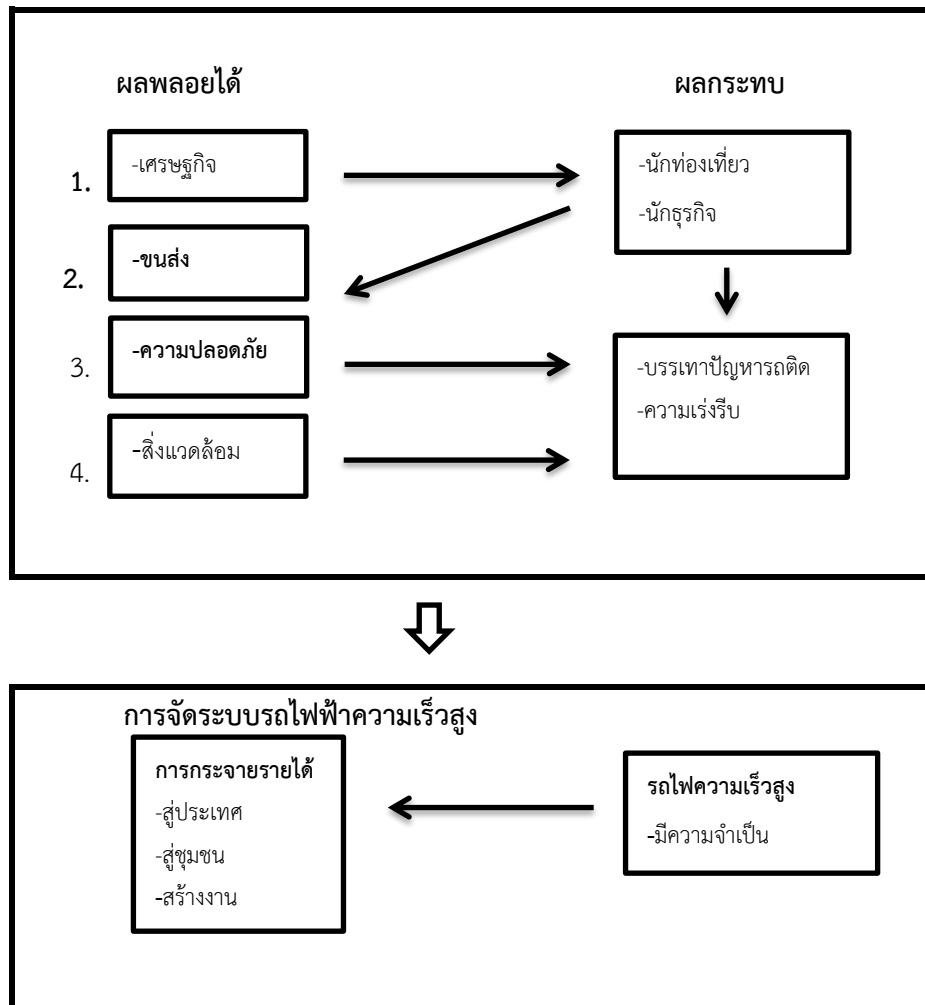 ผลพลอยได้
ผลกระทบ
1.
-เศรษฐกิจ
-นักท่องเที่ยว
-นักธุรกิจ
2.
-ขนส่ง
3.
-ความปลอดภัย
-บรรเทาปัญหารถติด
-ความเร่งรีบ
4.
-สิ่งแวดล้อม
การจัดระบบรถไฟฟ้าความเร็วสูง
การกระจายรายได้
-สู่ประเทศ
-สู่ชุมชน
-สร้างงาน
รถไฟความเร็วสูง
-มีความจำเป็น